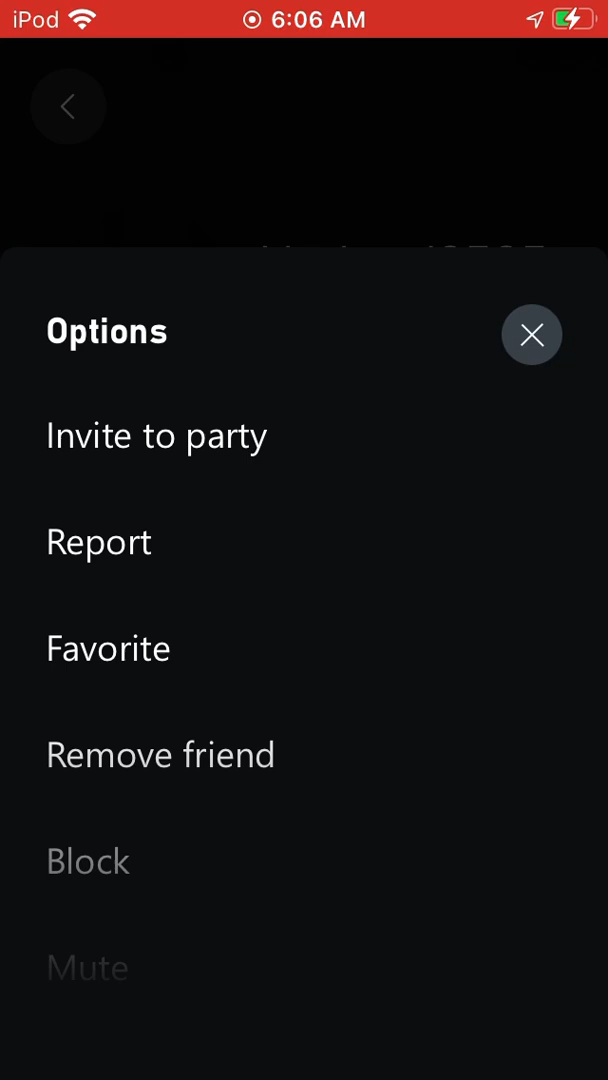 iPod 6:06 AM
Options
Invite to party
Report
Favorite
Remove friend
Block
Mute